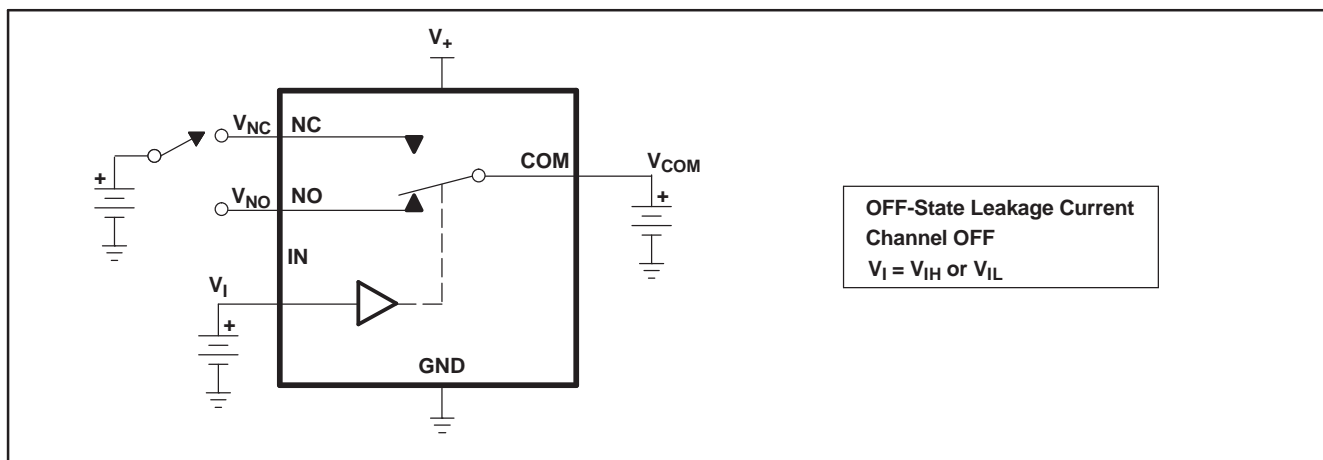 V+
VNC NC
COM VCOM
+
VNO NO
+
IN
VI
+
GND
OFF-State Leakage Current
Channel OFF
VI = VIH or VIL